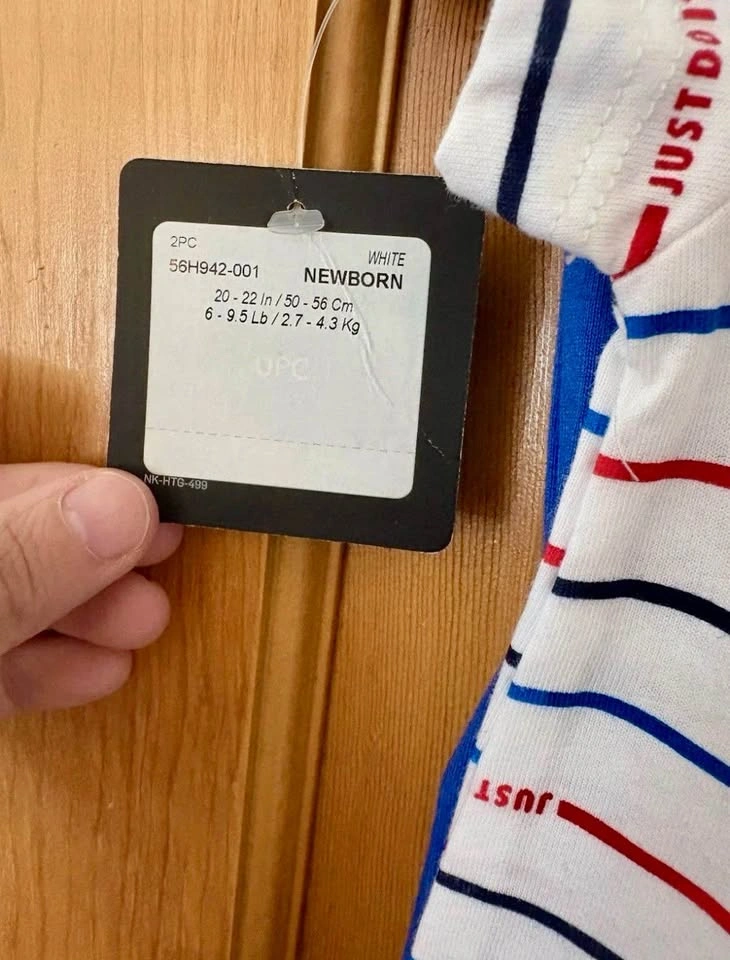 2PC
WHITE
56H942-001
NEWBORN
20 - 22 In / 50 - 56 Cm
6 - 9.5 Lb / 2.7 - 4.3 Kg
UPC
NK-HTG-499
JUST DO IT
JUST